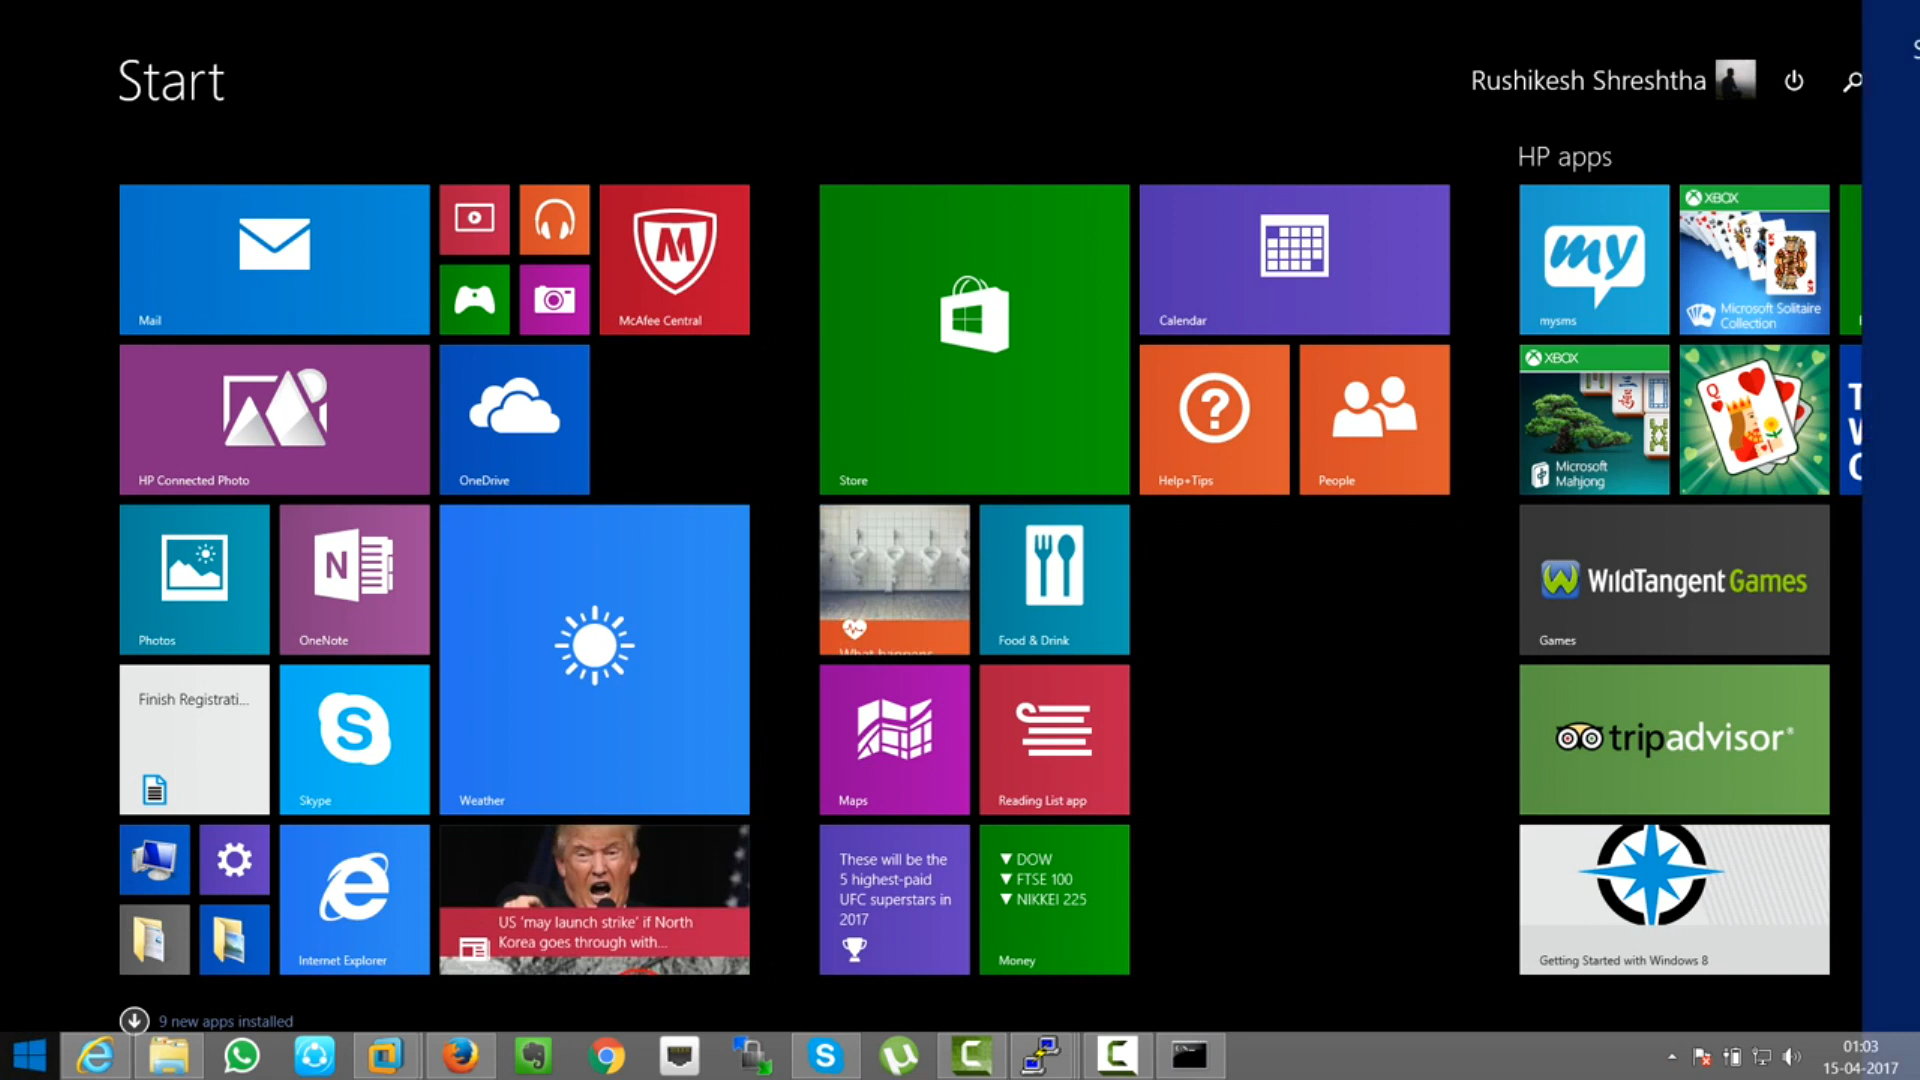 Start
Rushikesh Shreshtha
HP apps
Mail
McAfee Central
Calendar
my
mysms
XBOX
Microsoft Solitaire
Collection
HP Connected Photo
OneDrive
Store
Help+Tips
People
XBOX
Microsoft
Mahjong
Q
Photos
N
OneNote
What happens
Food & Drink
WildTangent Games
Games
Finish Registrati...
S
Skype
Weather
Maps
Reading List app
tripadvisor®
Internet Explorer
US 'may launch strike' if North
Korea goes through with...
These will be the
5 highest-paid
UFC superstars in
2017
▼ DOW
▼ FTSE 100
▼ NIKKEI 225
Money
Getting Started with Windows 8
9 new apps installed
01:03
15-04-2017